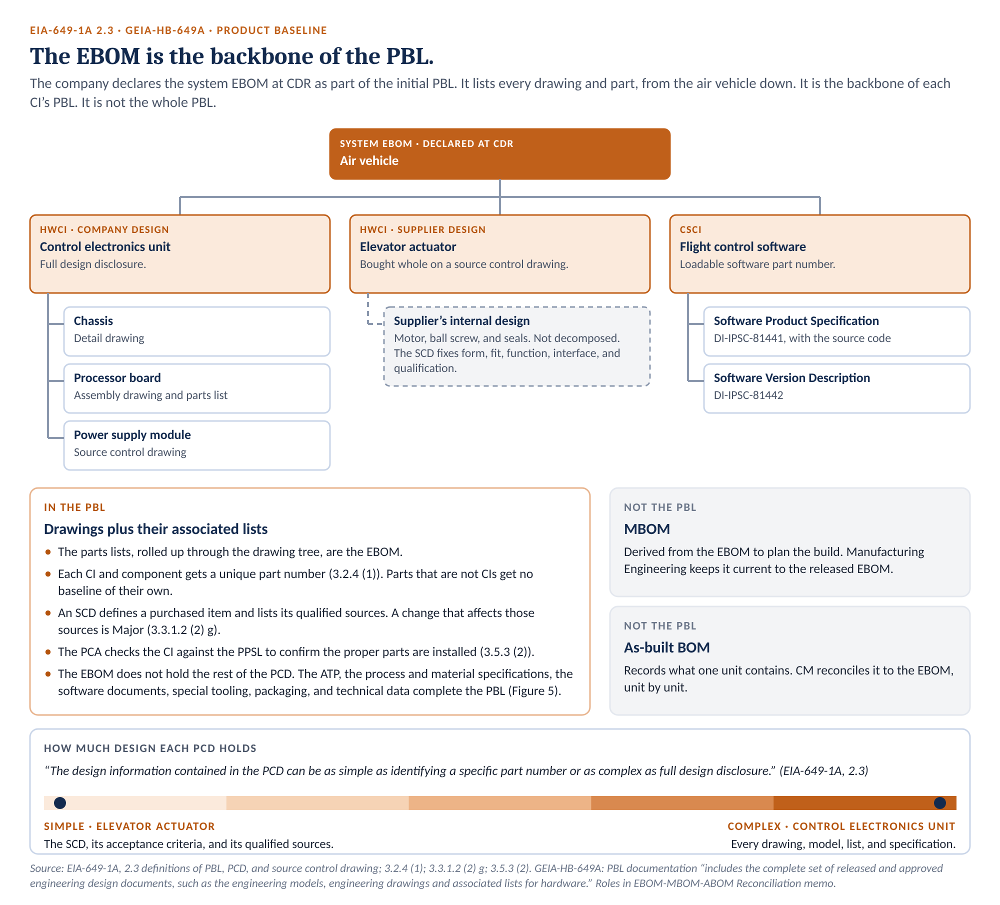 EIA-649-1A 2.3 · GEIA-HB-649A · PRODUCT BASELINE
The EBOM is the backbone of the PBL.
The company declares the system EBOM at CDR as part of the initial PBL. It lists every drawing and part, from the air vehicle down. It is the backbone of each
CI’s PBL. It is not the whole PBL.
SYSTEM EBOM · DECLARED AT CDR
Air vehicle
HWCI · COMPANY DESIGN
Control electronics unit
Full design disclosure.
HWCI · SUPPLIER DESIGN
Elevator actuator
Bought whole on a source control drawing.
CSCI
Flight control software
Loadable software part number.
Chassis
Detail drawing
Processor board
Assembly drawing and parts list
Power supply module
Source control drawing
Supplier’s internal design
Motor, ball screw, and seals. Not decomposed.
The SCD fixes form, fit, function, interface, and
qualification.
Software Product Specification
DI-IPSC-81441, with the source code
Software Version Description
DI-IPSC-81442
IN THE PBL
Drawings plus their associated lists
• The parts lists, rolled up through the drawing tree, are the EBOM.
• Each CI and component gets a unique part number (3.2.4 (1)). Parts that are not CIs get no
baseline of their own.
• An SCD defines a purchased item and lists its qualified sources. A change that affects those
sources is Major (3.3.1.2 (2) g).
• The PCA checks the CI against the PPSL to confirm the proper parts are installed (3.5.3 (2)).
• The EBOM does not hold the rest of the PCD. The ATP, the process and material specifications, the
software documents, special tooling, packaging, and technical data complete the PBL (Figure 5).
NOT THE PBL
MBOM
Derived from the EBOM to plan the build. Manufacturing
Engineering keeps it current to the released EBOM.
NOT THE PBL
As-built BOM
Records what one unit contains. CM reconciles it to the EBOM,
unit by unit.
HOW MUCH DESIGN EACH PCD HOLDS
“The design information contained in the PCD can be as simple as identifying a specific part number or as complex as full design disclosure.” (EIA-649-1A, 2.3)
SIMPLE · ELEVATOR ACTUATOR
The SCD, its acceptance criteria, and its qualified sources.
COMPLEX · CONTROL ELECTRONICS UNIT
Every drawing, model, list, and specification.
Source: EIA-649-1A, 2.3 definitions of PBL, PCD, and source control drawing; 3.2.4 (1); 3.3.1.2 (2) g; 3.5.3 (2). GEIA-HB-649A: PBL documentation “includes the complete set of released and approved
engineering design documents, such as the engineering models, engineering drawings and associated lists for hardware.” Roles in EBOM-MBOM-ABOM Reconciliation memo.